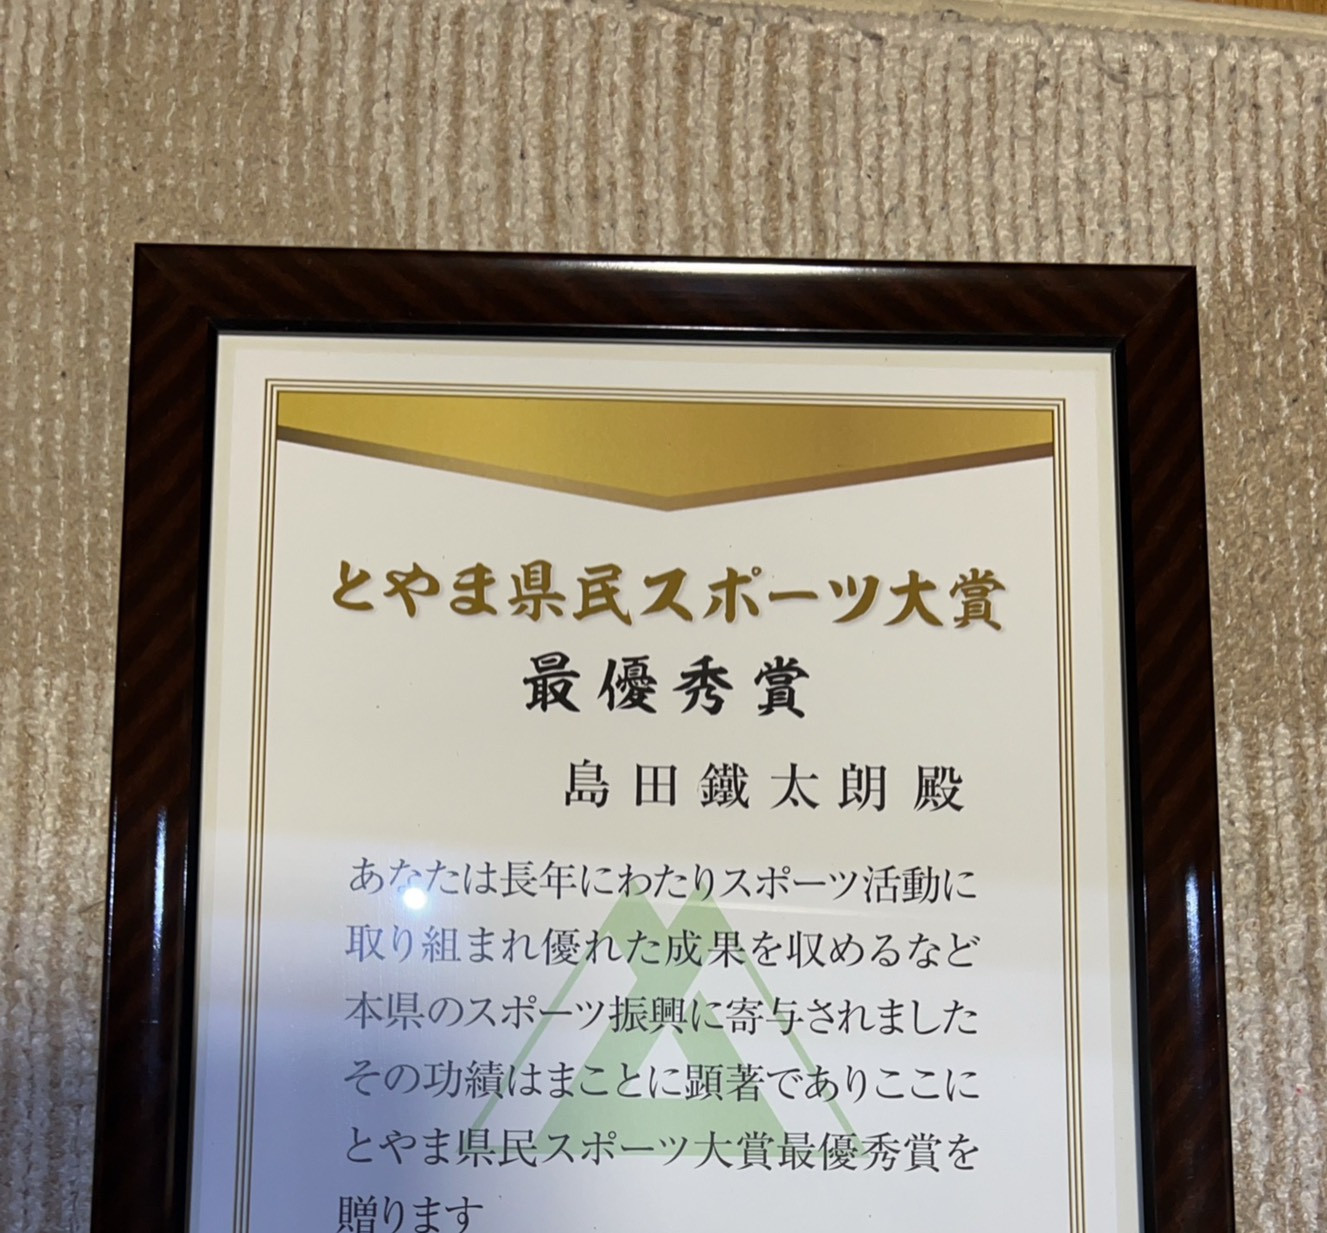 とやま県民スポーツ大賞
最優秀賞
島田鐵太朗殿
あなたは長年にわたりスポーツ活動に
取り組まれ優れた成果を収めるなど
本県のスポーツ振興に寄与されました
その功績はまことに顕著でありここに
とやま県民スポーツ大賞最優秀賞を
贈ります